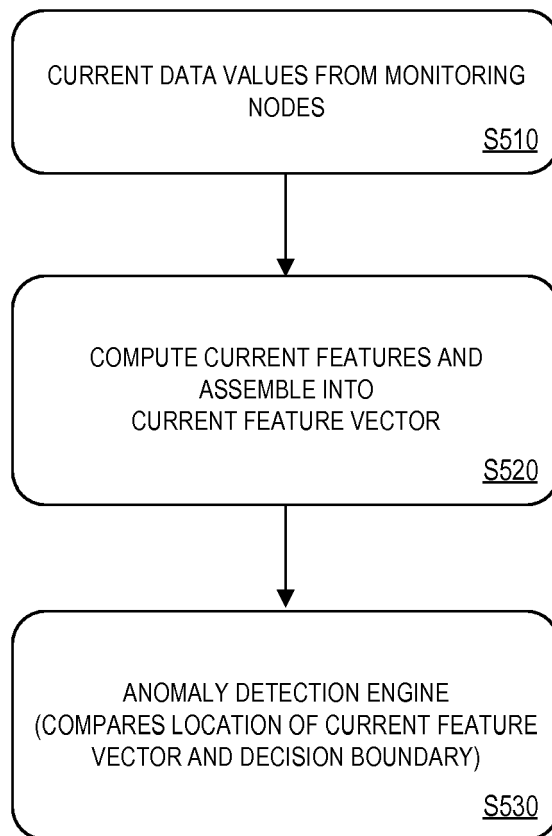 CURRENT DATA VALUES FROM MONITORING
NODES
S510
COMPUTE CURRENT FEATURES AND
ASSEMBLE INTO
CURRENT FEATURE VECTOR
S520
ANOMALY DETECTION ENGINE
(COMPARES LOCATION OF CURRENT FEATURE
VECTOR AND DECISION BOUNDARY)
S530